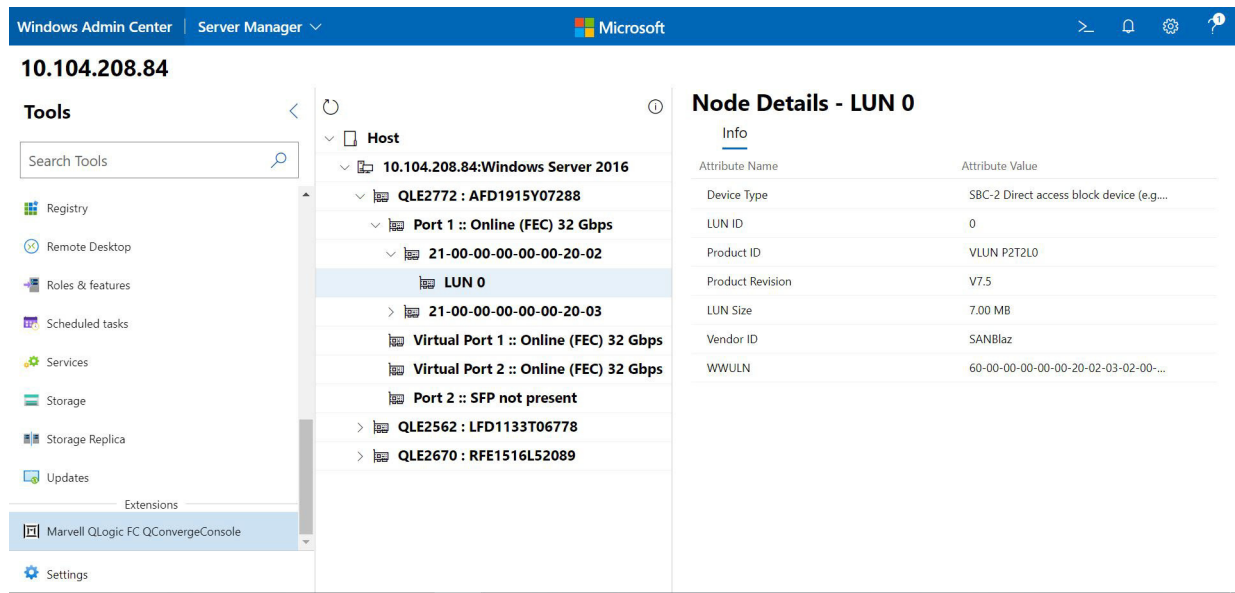 Windows Admin Center | Server Manager
Microsoft
1
10.104.208.84
Tools
Search Tools
Registry
Remote Desktop
Roles & features
Scheduled tasks
Services
Storage
Storage Replica
Updates
Extensions
Marvell QLogic FC QConvergeConsole
Settings
Host
10.104.208.84:Windows Server 2016
QLE2772 : AFD1915Y07288
Port 1 :: Online (FEC) 32 Gbps
21-00-00-00-00-00-20-02
LUN 0
21-00-00-00-00-00-20-03
Virtual Port 1 :: Online (FEC) 32 Gbps
Virtual Port 2 :: Online (FEC) 32 Gbps
Port 2 :: SFP not present
QLE2562 : LFD1133T06778
QLE2670 : RFE1516L52089
Node Details - LUN 0
Info
Attribute Name Attribute Value
Device Type SBC-2 Direct access block device (e.g....
LUN ID 0
Product ID VLUN P2T2L0
Product Revision V7.5
LUN Size 7.00 MB
Vendor ID SANBlaz
WWULN 60-00-00-00-00-00-20-02-03-02-00-...